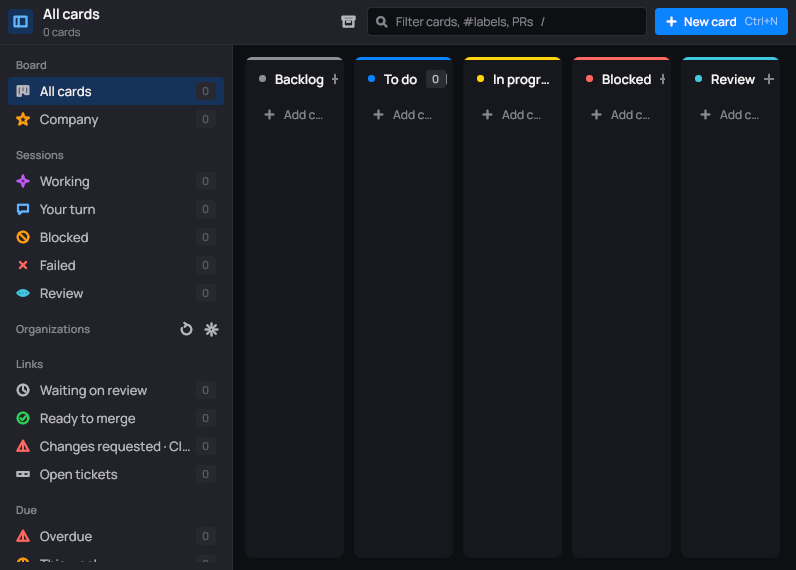 All cards
0 cards
Filter cards, #labels, PRs /
New card Ctrl+N
Board
All cards 0
Company 0
Sessions
Working 0
Your turn 0
Blocked 0
Failed 0
Review 0
Organizations
Links
Waiting on review 0
Ready to merge 0
Changes requested · Cl... 0
Open tickets 0
Due
Overdue 0
Backlog
Add c...
To do 0
Add c...
In progr...
Add c...
Blocked
Add c...
Review
Add c...